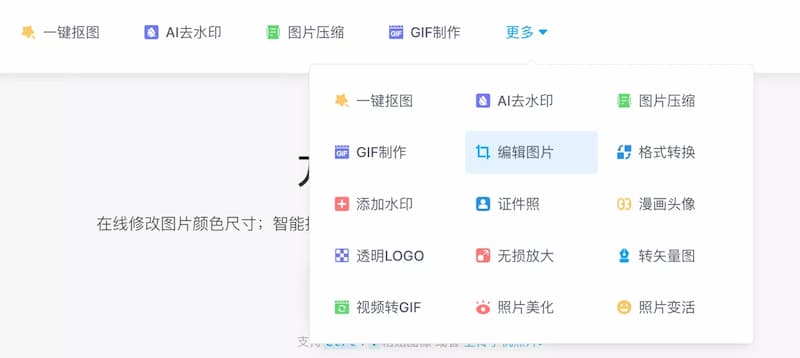 一键抠图 AI去水印 图片压缩 GIF制作 更多
一键抠图 AI去水印 图片压缩
GIF制作 编辑图片 格式转换
添加水印 证件照 漫画头像
在线修改图片颜色尺寸；智能
透明LOGO 无损放大 转矢量图
视频转GIF 照片美化 照片变活
支持